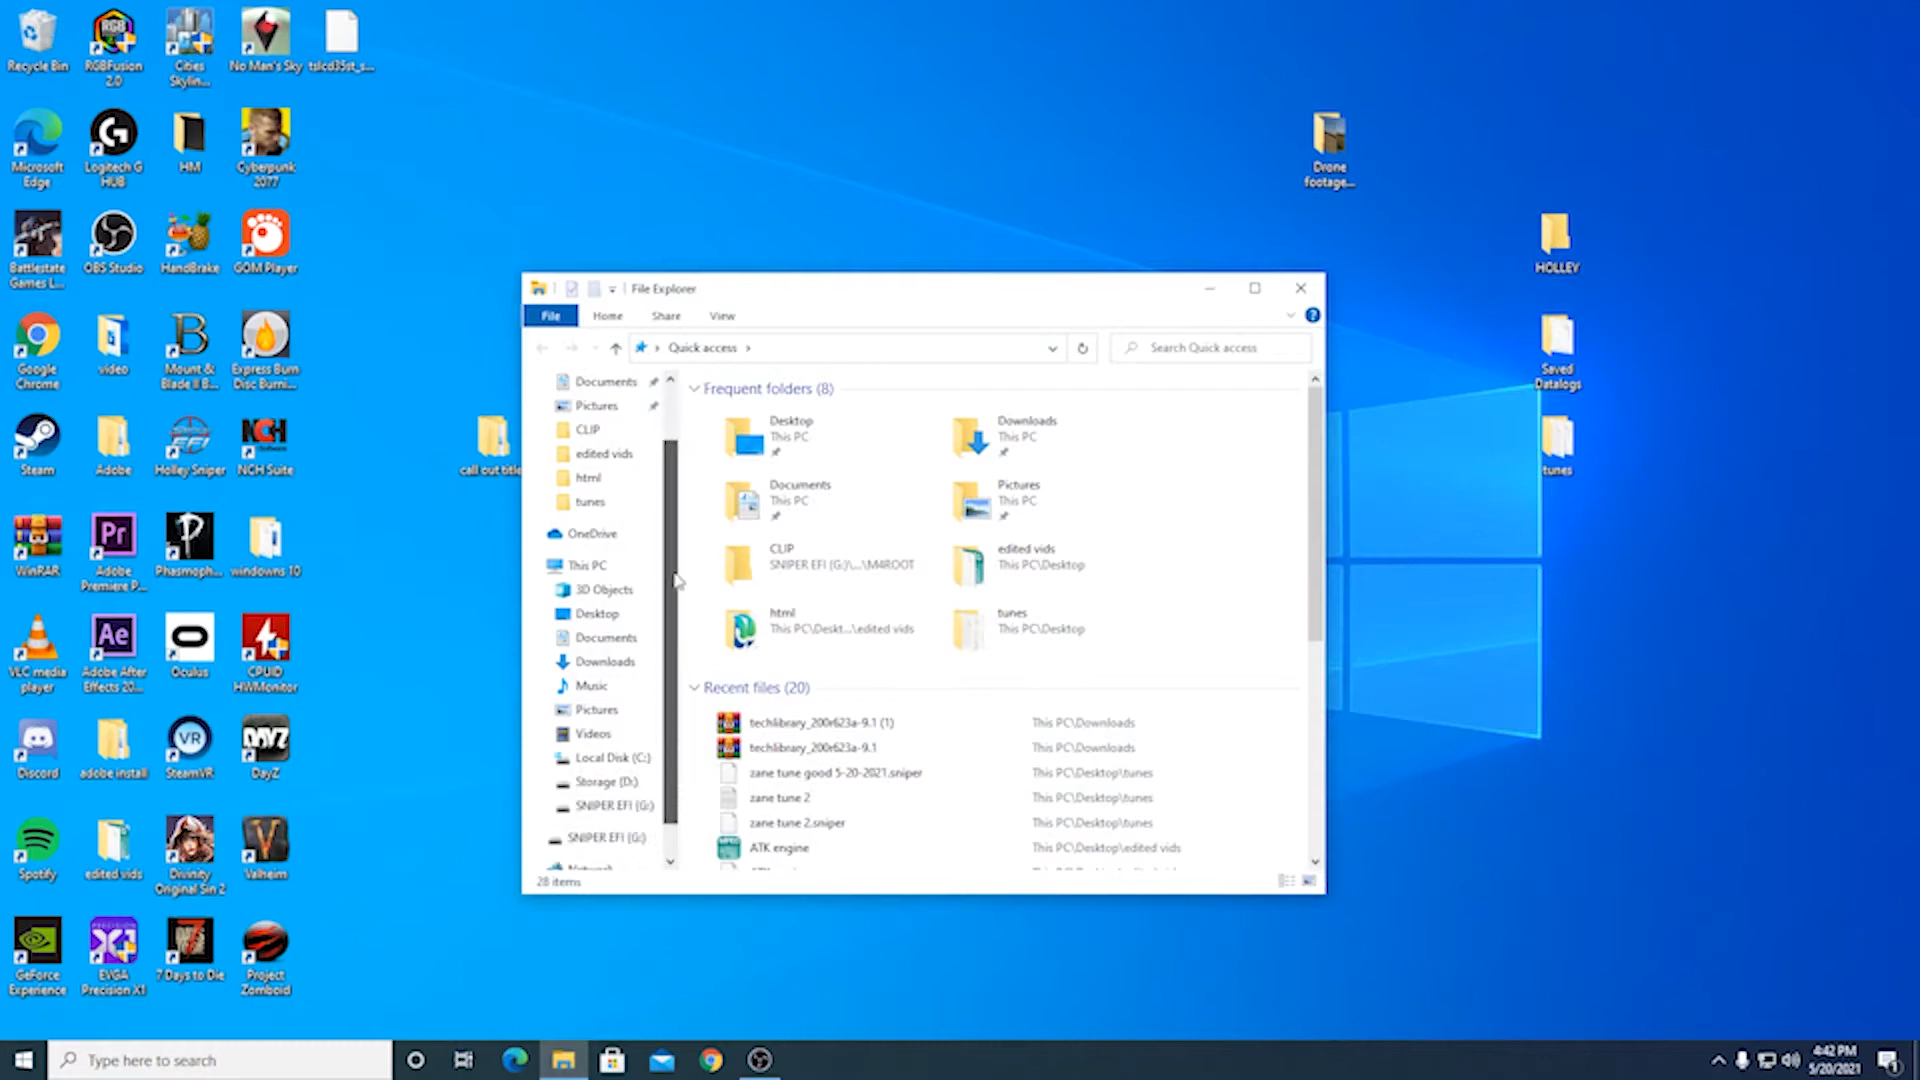 Recycle Bin
RGBFusion
2.0
Cities
Skylin...
No Man's Sky
tslcd35st_s...
Microsoft
Edge
Logitech G
HUB
HM
Cyberpunk
2077
Battlestate
Games L...
OBS Studio
HandBrake
GOM Player
Google
Chrome
video
Mount &
Blade II B...
Express Burn
Disc Burni...
Steam
Adobe
Holley Sniper
NCH Suite
WinRAR
Adobe
Premiere P...
Phasmoph...
windowns 10
VLC media
player
Adobe After
Effects 20...
Oculus
CPUID
HWMonitor
Discord
adobe install
SteamVR
DayZ
Spotify
edited vids
Divinity
Original Sin 2
Valheim
GeForce
Experience
EVGA
Precision X1
7 Days to Die
Project
Zomboid
call out title
Drone
footage...
HOLLEY
Saved
Datalogs
tunes
File Explorer
File
Home
Share
View
Quick access
Search Quick access
Documents
Pictures
CLIP
edited vids
html
tunes
OneDrive
This PC
3D Objects
Desktop
Documents
Downloads
Music
Pictures
Videos
Local Disk (C:)
Storage (D:)
SNIPER EFI (G:)
SNIPER EFI (G:)
Network
28 items
Frequent folders (8)
Desktop
This PC
Downloads
This PC
Documents
This PC
Pictures
This PC
CLIP
SNIPER EFI (G:)\...\M4ROOT
edited vids
This PC\Desktop
html
This PC\Deskt...\edited vids
tunes
This PC\Desktop
Recent files (20)
techlibrary_200r623a-9.1 (1)
This PC\Downloads
techlibrary_200r623a-9.1
This PC\Downloads
zane tune good 5-20-2021.sniper
This PC\Desktop\tunes
zane tune 2
This PC\Desktop\tunes
zane tune 2.sniper
This PC\Desktop\tunes
ATK engine
This PC\Desktop\edited vids
Type here to search
4:42 PM
5/20/2021